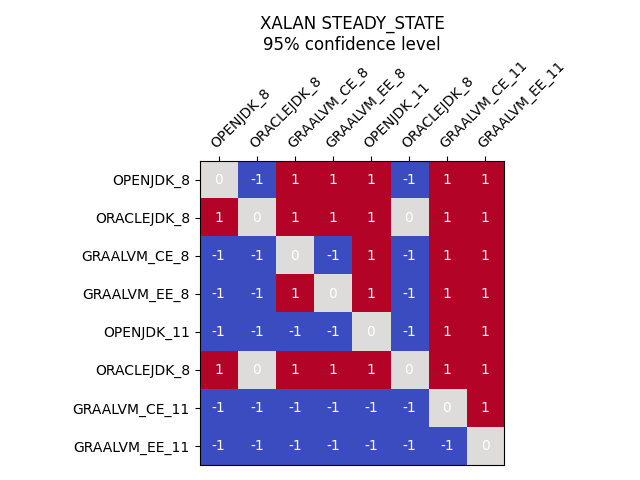 XALAN STEADY_STATE
95% confidence level
OPENJDK_8 ORACLEJDK_8 GRAALVM_CE_8 GRAALVM_EE_8 OPENJDK_11 ORACLEJDK_8 GRAALVM_CE_11 GRAALVM_EE_11
OPENJDK_8 0 -1 1 1 1 -1 1 1
ORACLEJDK_8 1 0 1 1 1 0 1 1
GRAALVM_CE_8 -1 -1 0 -1 1 -1 1 1
GRAALVM_EE_8 -1 -1 1 0 1 -1 1 1
OPENJDK_11 -1 -1 -1 -1 0 -1 1 1
ORACLEJDK_8 1 0 1 1 1 0 1 1
GRAALVM_CE_11 -1 -1 -1 -1 -1 -1 0 1
GRAALVM_EE_11 -1 -1 -1 -1 -1 -1 -1 0